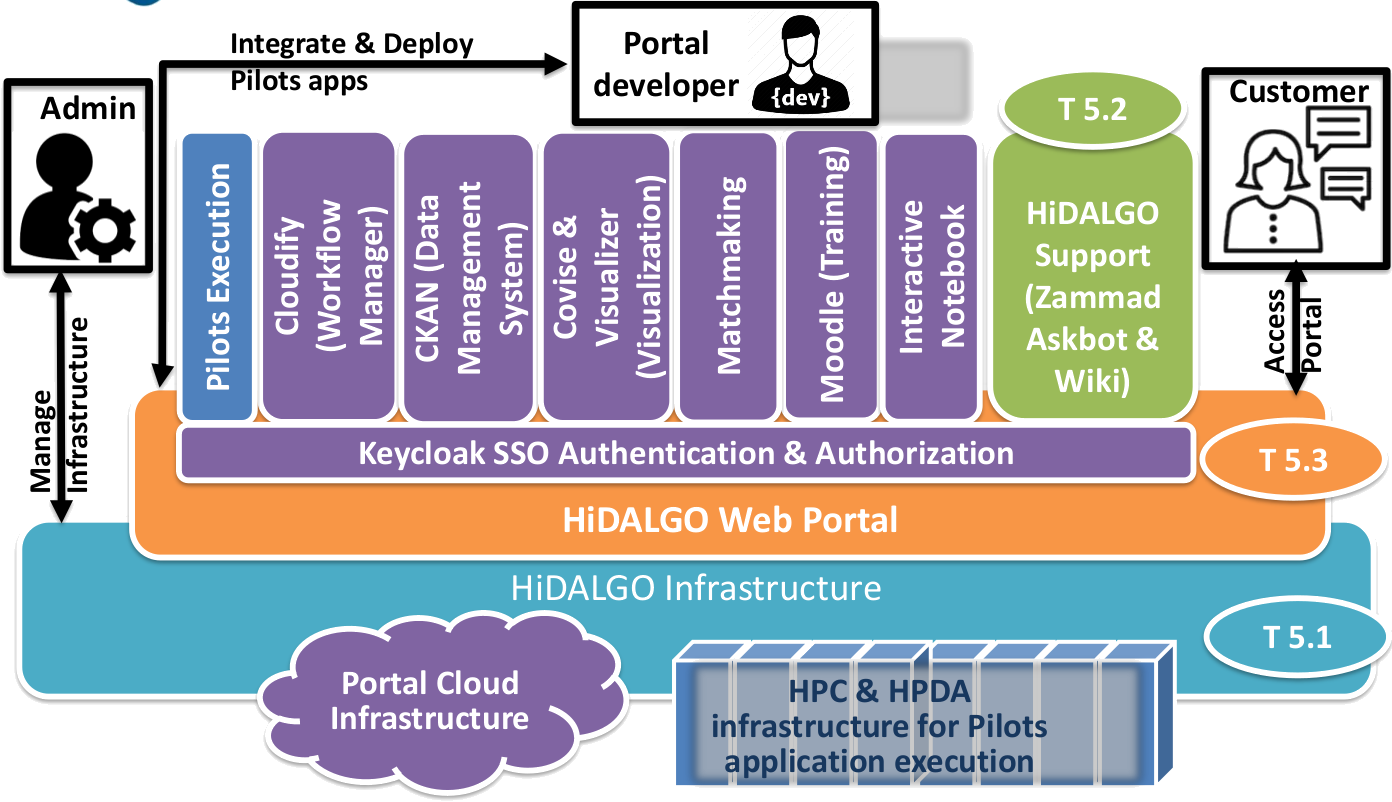 Integrate & Deploy
Pilots apps
Portal
developer
{dev}
Admin
T 5.2
Customer
Pilots Execution
Cloudify
(Workflow
Manager)
CKAN (Data
Management
System)
Covise &
Visualizer
(Visualization)
Matchmaking
Moodle (Training)
Interactive
Notebook
HiDALGO
Support
(Zammad
Askbot &
Wiki)
Manage
Infrastructure
Access
Portal
Keycloak SSO Authentication & Authorization
T 5.3
HiDALGO Web Portal
HiDALGO Infrastructure
T 5.1
Portal Cloud
Infrastructure
HPC & HPDA
infrastructure for Pilots
application execution